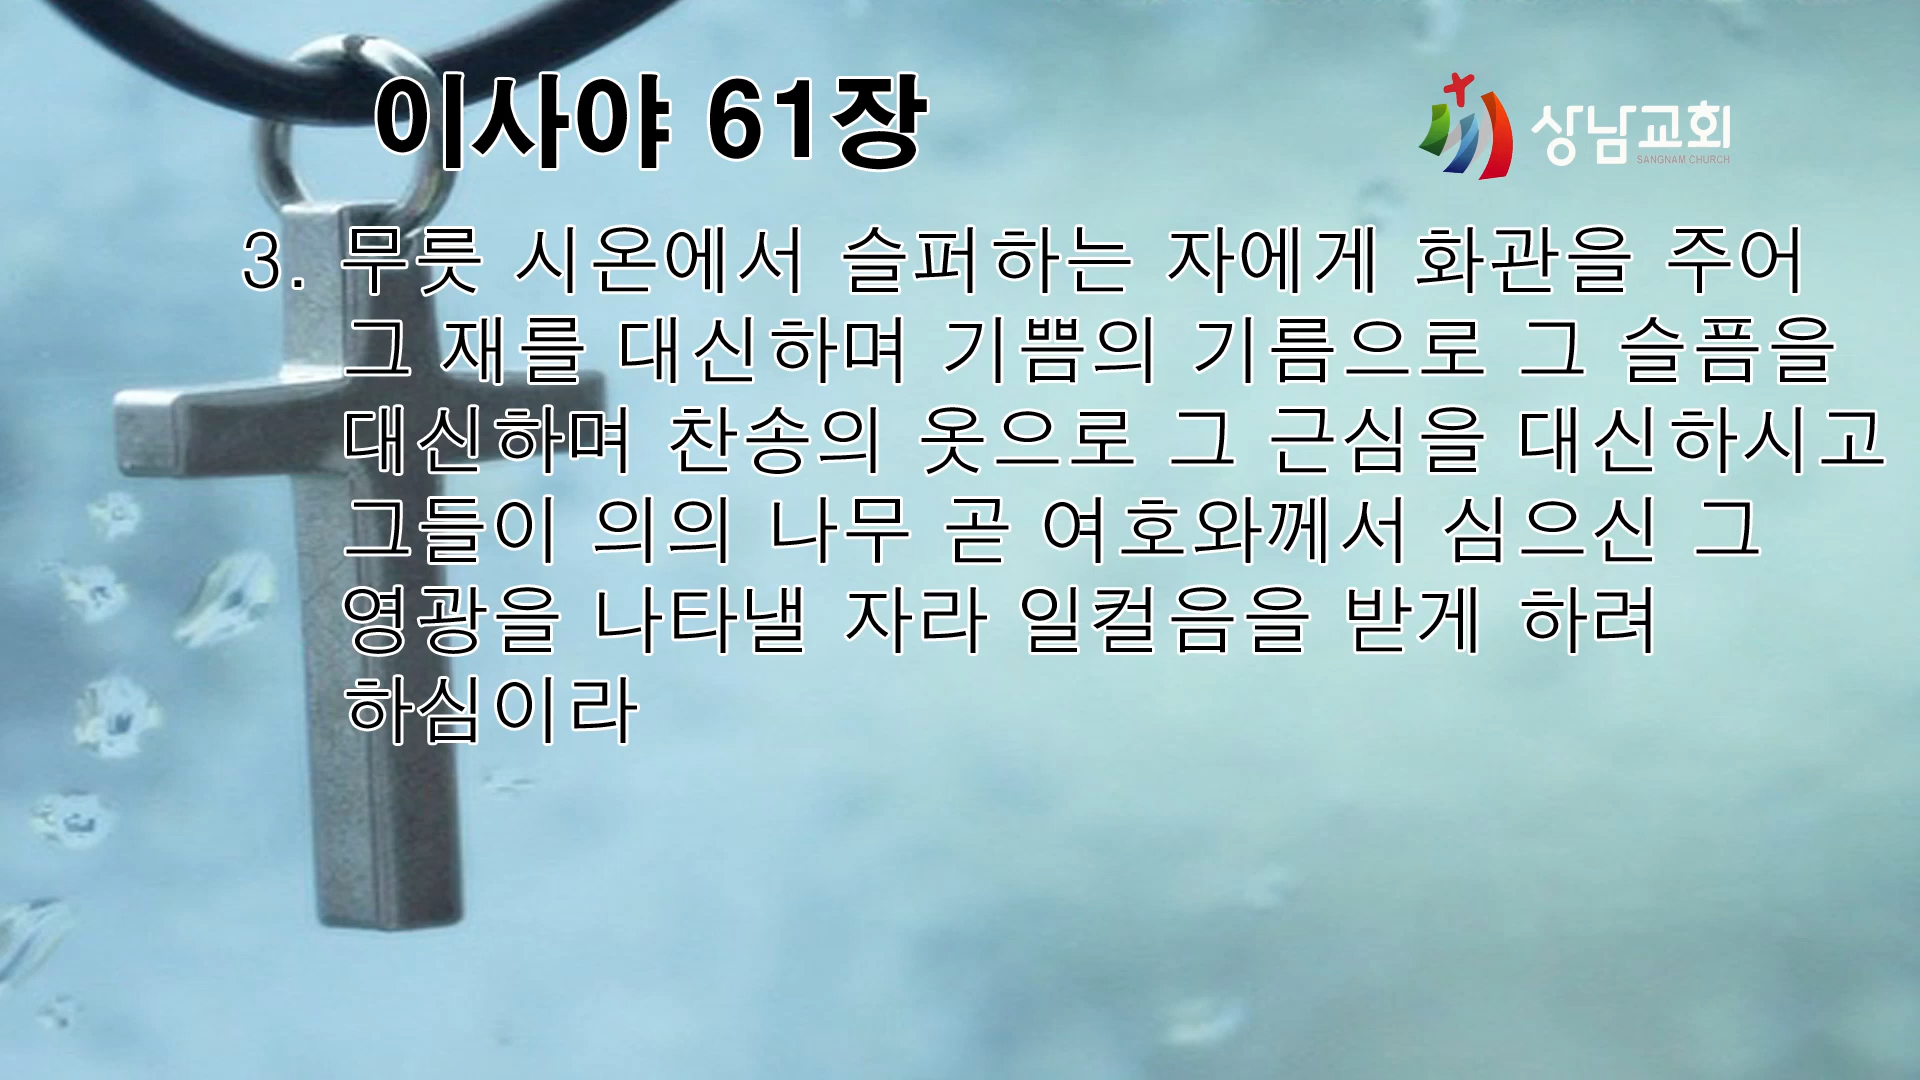 이사야 61장
상남교회
SANGNAM CHURCH
3. 무릇 시온에서 슬퍼하는 자에게 화관을 주어
그 재를 대신하며 기쁨의 기름으로 그 슬픔을
대신하며 찬송의 옷으로 그 근심을 대신하시고
그들이 의의 나무 곧 여호와께서 심으신 그
영광을 나타낼 자라 일컬음을 받게 하려
하심이라